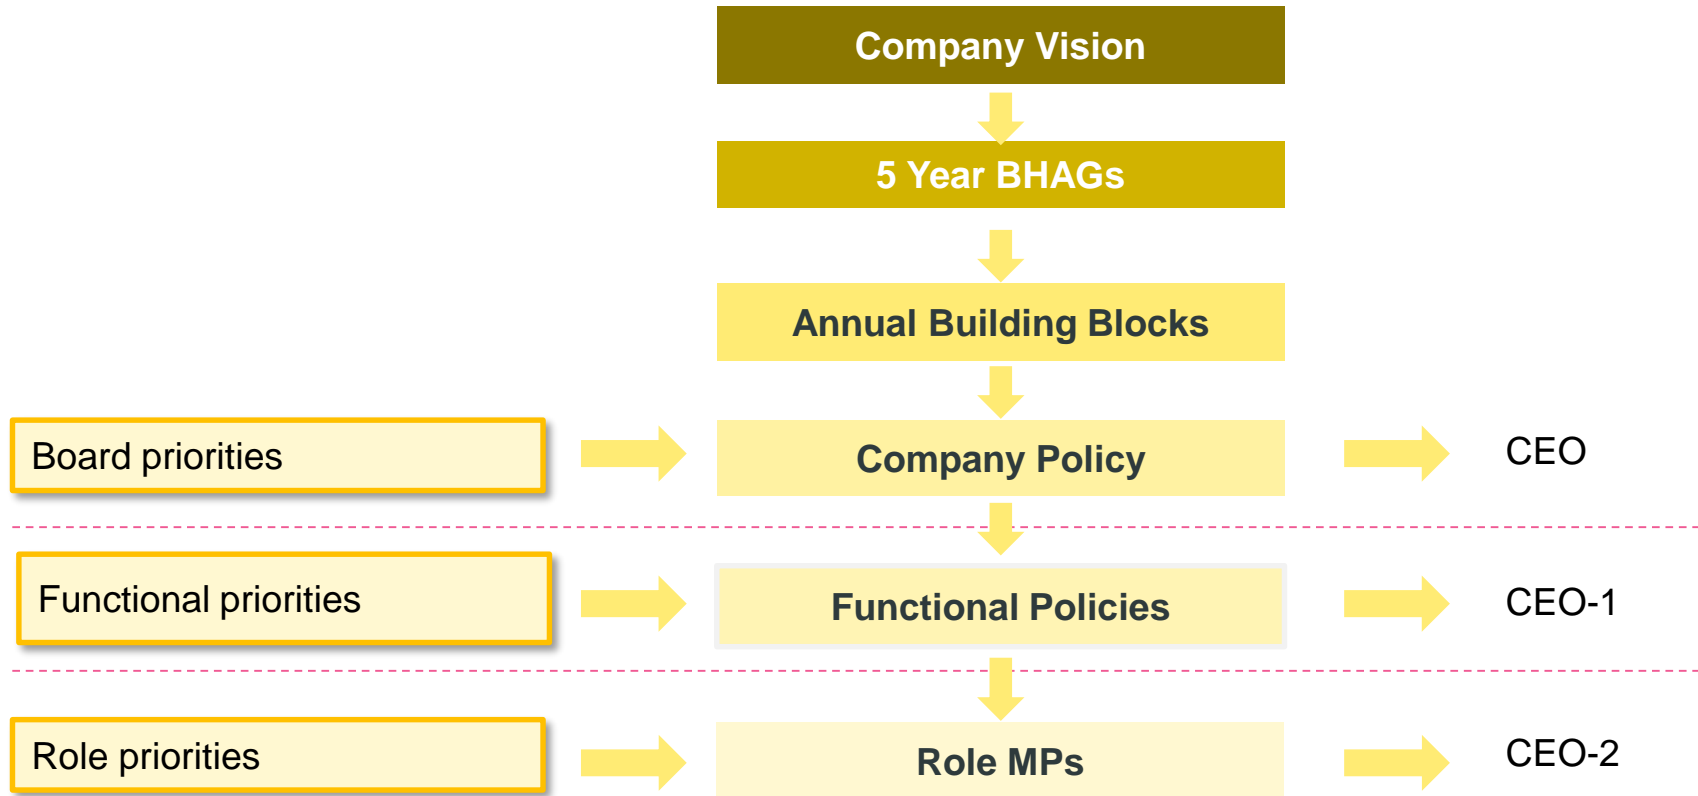 Company Vision
5 Year BHAGs
Annual Building Blocks
Board priorities
Company Policy
CEO
Functional priorities
Functional Policies
CEO-1
Role priorities
Role MPs
CEO-2